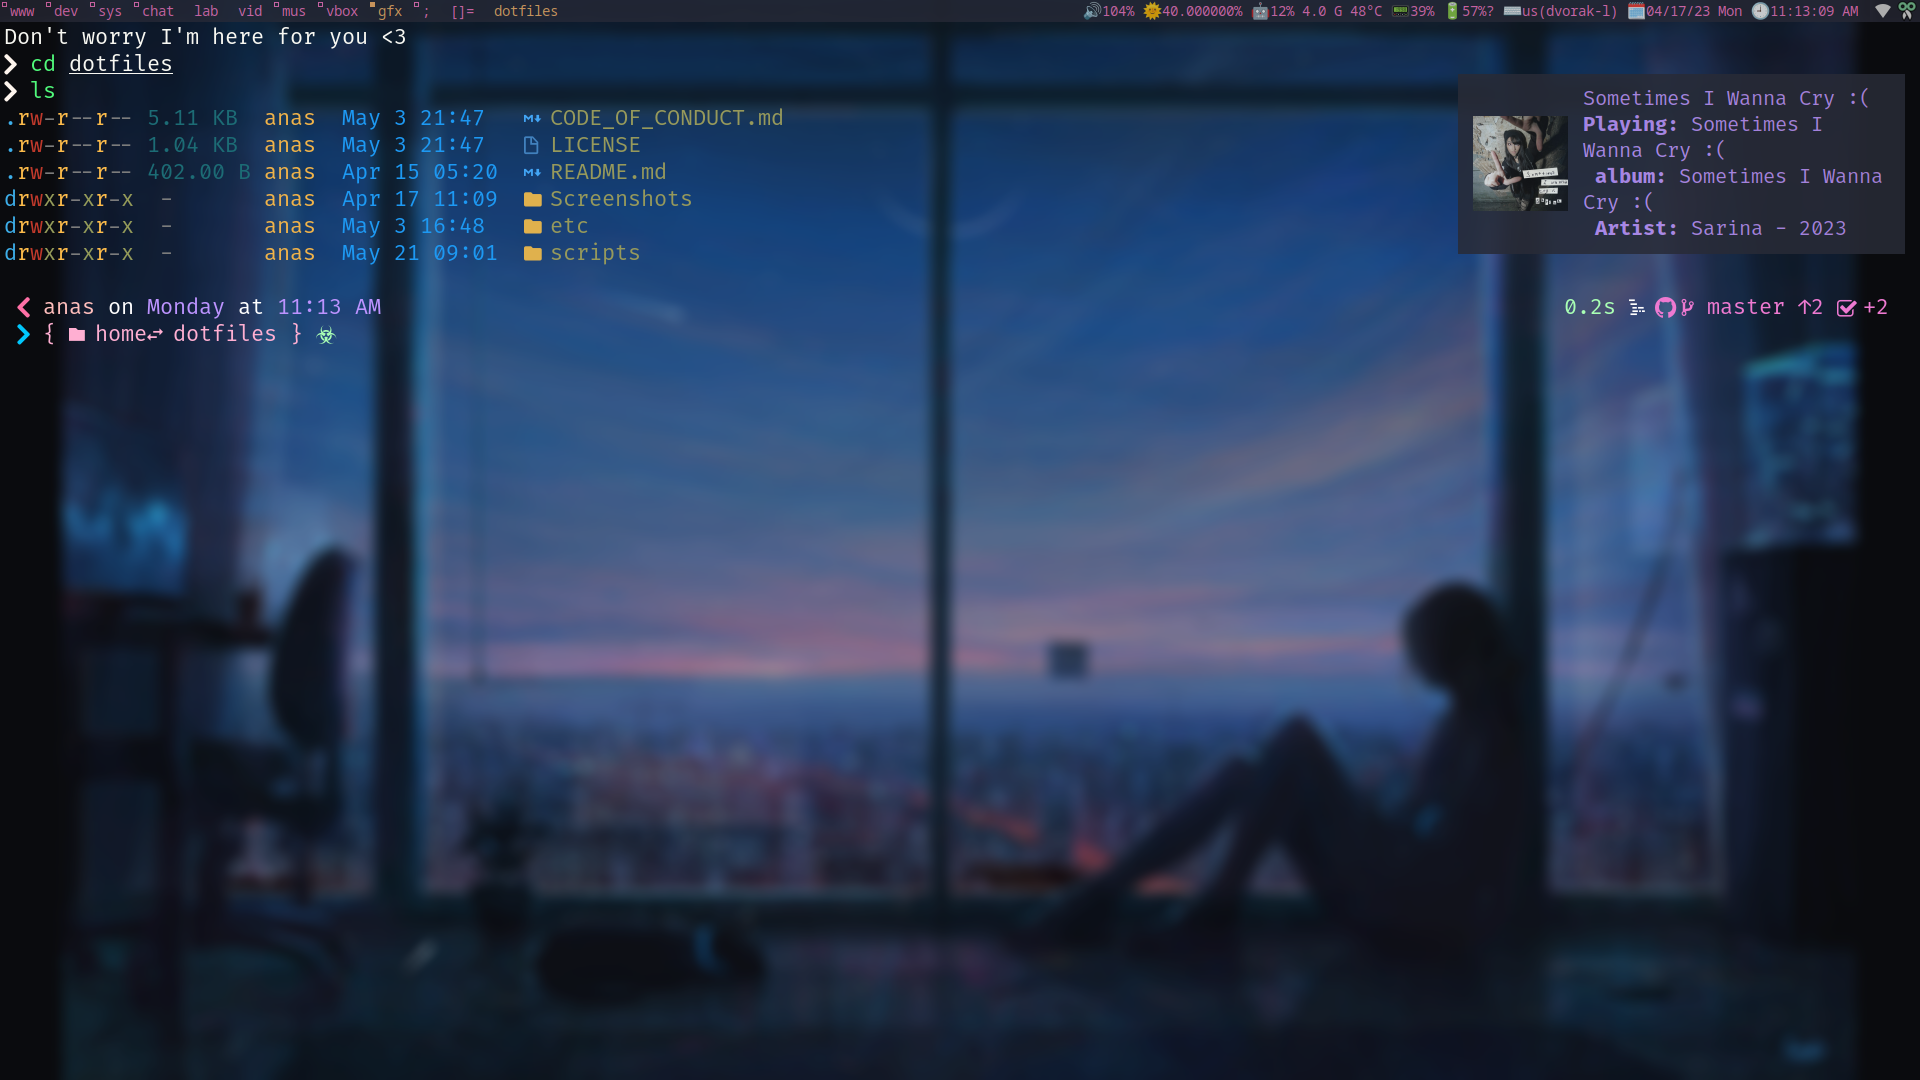 www dev sys chat lab vid mus vbox gfx ; []= dotfiles 104% 40.000000% 12% 4.0 G 48°C 39% 57%? us(dvorak-l) 04/17/23 Mon 11:13:09 AM
Don't worry I'm here for you <3
❯ cd dotfiles
❯ ls
.rw-r--r-- 5.11 KB anas May 3 21:47 CODE_OF_CONDUCT.md
.rw-r--r-- 1.04 KB anas May 3 21:47 LICENSE
.rw-r--r-- 402.00 B anas Apr 15 05:20 README.md
drwxr-xr-x - anas Apr 17 11:09 Screenshots
drwxr-xr-x - anas May 3 16:48 etc
drwxr-xr-x - anas May 21 09:01 scripts
Sometimes I Wanna Cry :(
Playing: Sometimes I
Wanna Cry :(
album: Sometimes I Wanna
Cry :(
Artist: Sarina - 2023
❮ anas on Monday at 11:13 AM 0.2s master ↑2 +2
❯ { home⇄ dotfiles } ☣